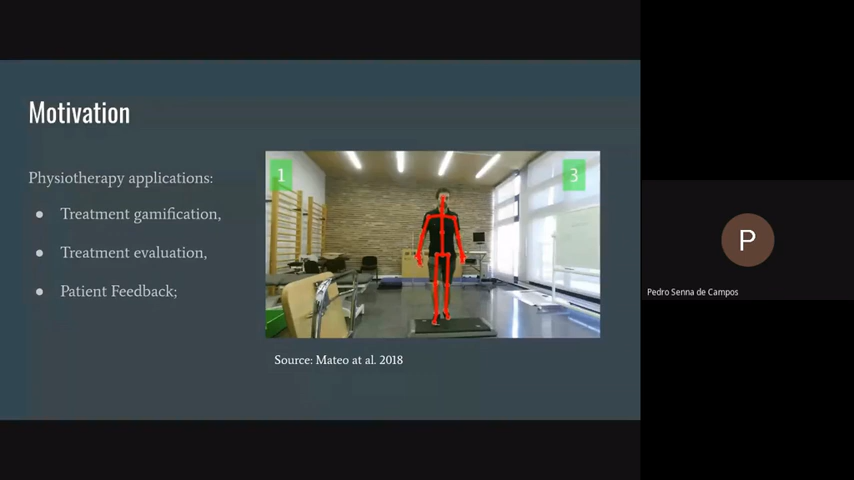 Motivation
Physiotherapy applications:
● Treatment gamification,
● Treatment evaluation,
● Patient Feedback;
1
3
Source: Mateo at al. 2018
P
Pedro Senna de Campos